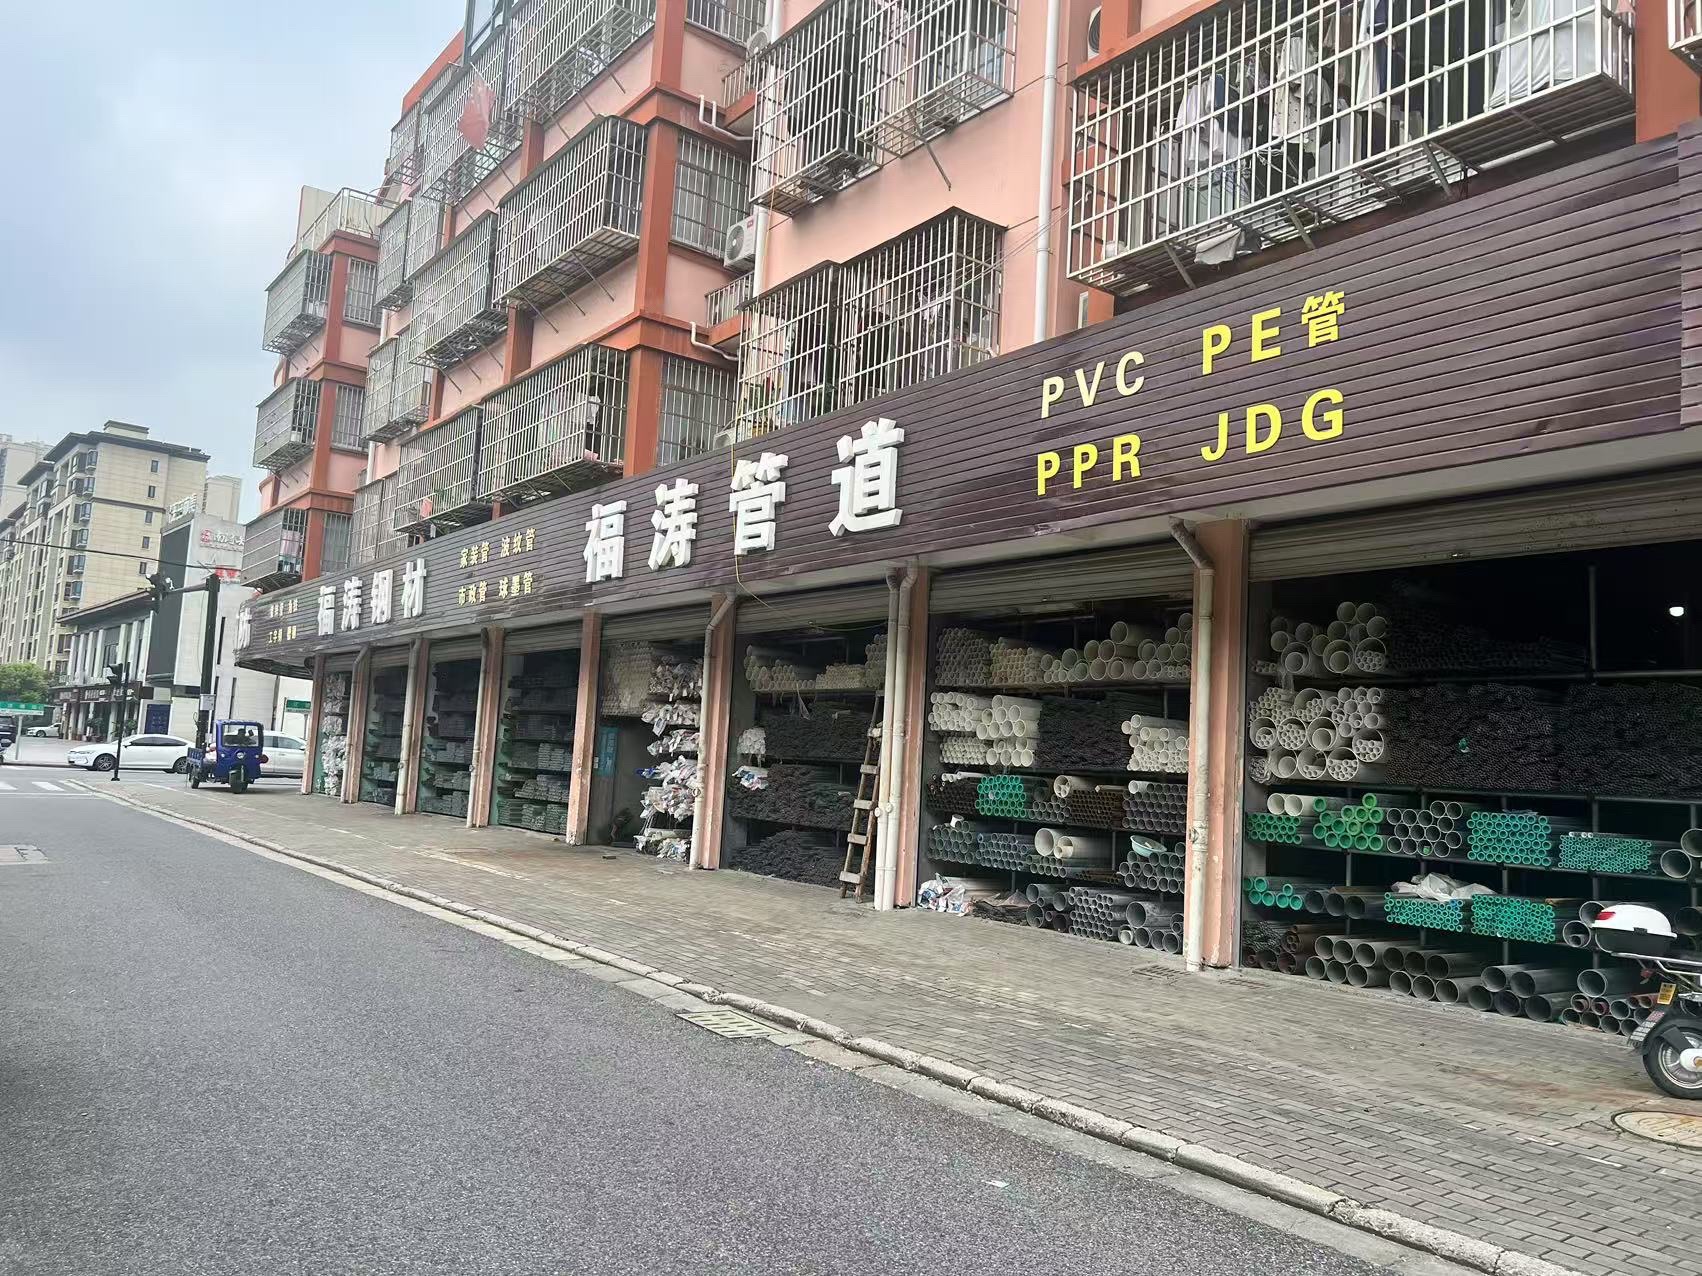 福涛钢材
家装管 波纹管
市政管 球墨管
福涛管道
PVC PE管
PPR JDG